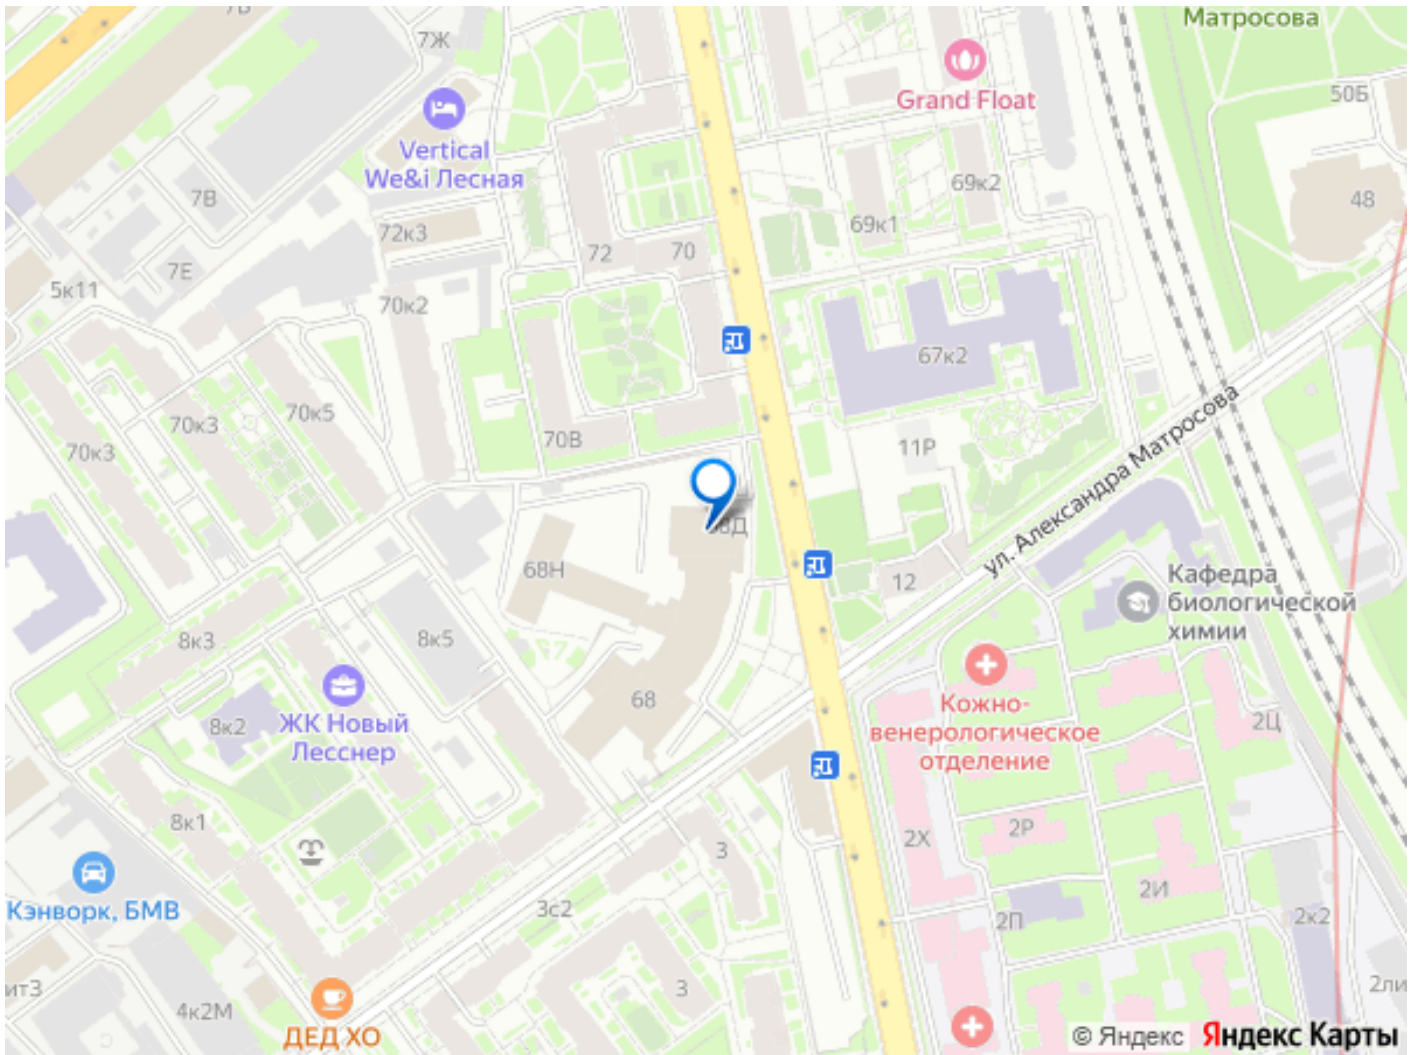 7Ж
Матросова
Grand Float
50Б
Vertical
We&i Лесная
7В
69к2
48
69к1
72к3
72
70
7Е
5к11
70к2
67к2
70к5
70к3
70В
70к3
11Р
ул. Александра Матросова
68Н
12
Кафедра
биологической
химии
8к3
8к5
68
Кожно-
венерологическое
отделение
8к2
ЖК Новый
Лесснер
2Ц
8к1
3
2Х
2Р
2И
Кэнворк, БМВ
3с2
2П
2к2
3
4к2М
ДЕД ХО
© Яндекс
Яндекс Карты